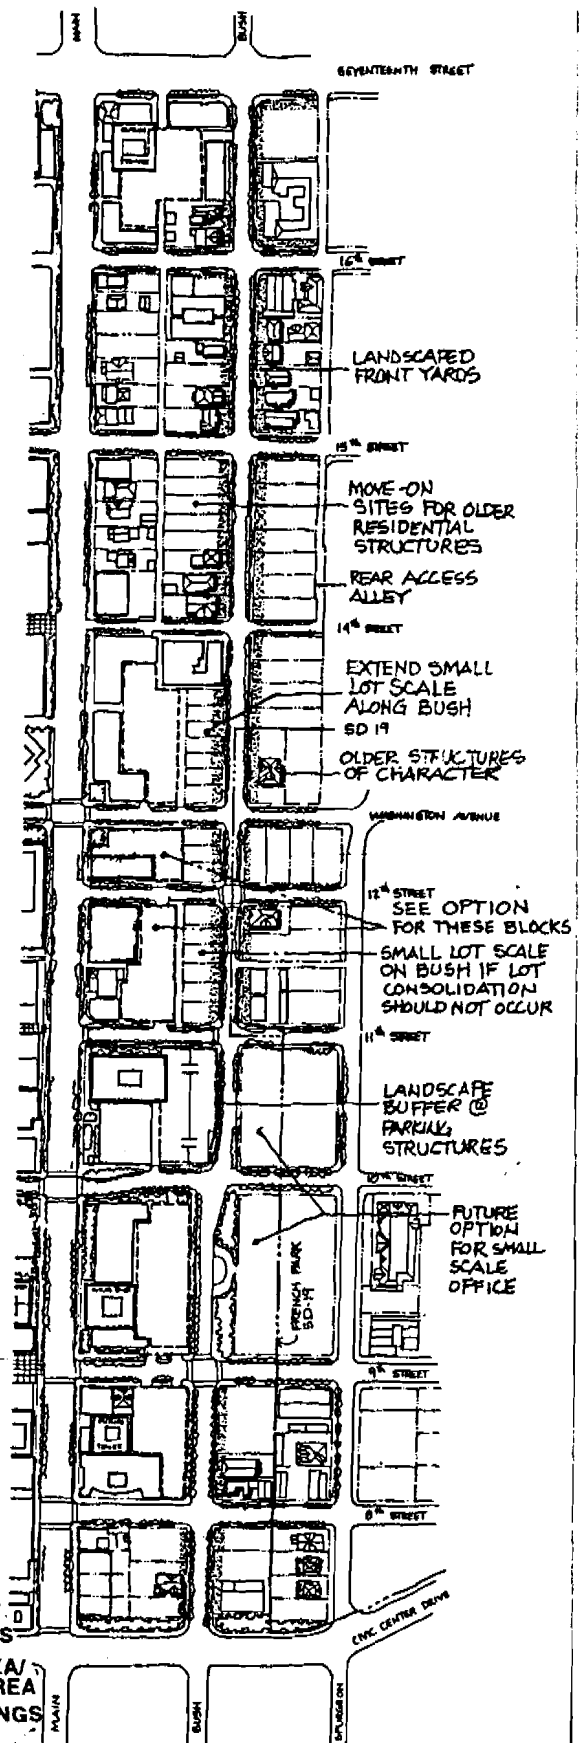 MAIN
BUSH
SEVENTEENTH STREET
16th STREET
LANDSCAPED
FRONT YARDS
15th STREET
MOVE-ON
SITES FOR OLDER
RESIDENTIAL
STRUCTURES
REAR ACCESS
ALLEY
14th STREET
EXTEND SMALL
LOT SCALE
ALONG BUSH
SD 19
OLDER STRUCTURES
OF CHARACTER
WASHINGTON AVENUE
12th STREET
SEE OPTION
FOR THESE BLOCKS
SMALL LOT SCALE
ON BUSH IF LOT
CONSOLIDATION
SHOULD NOT OCCUR
11th STREET
LANDSCAPE
BUFFER @
PARKING
STRUCTURES
10th STREET
FUTURE
OPTION
FOR SMALL
SCALE
OFFICE
FRENCH PARK
SD-19
9th STREET
8th STREET
CIVIC CENTER DRIVE
S
A/
REA
NGS
MAIN
BUSH
SPURGEON